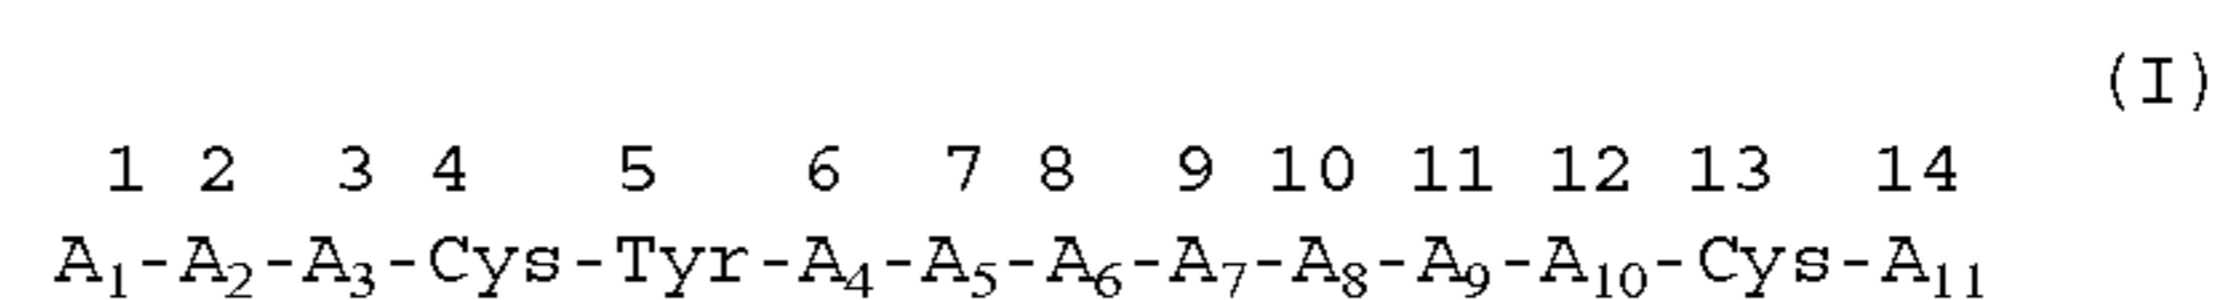 (I)
1 2 3 4 5 6 7 8 9 10 11 12 13 14
A₁-A₂-A₃-Cys-Tyr-A₄-A₅-A₆-A₇-A₈-A₉-A₁₀-Cys-A₁₁